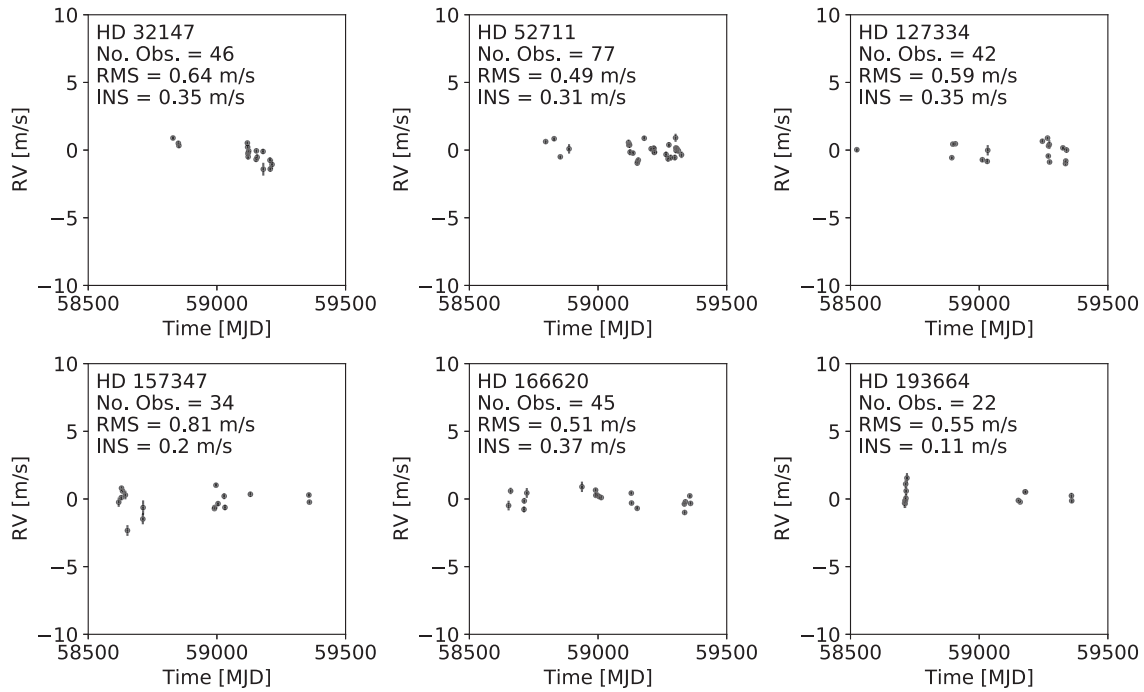 HD 32147
No. Obs. = 46
RMS = 0.64 m/s
INS = 0.35 m/s
10
5
0
−5
−10
RV [m/s]
58500 59000 59500
Time [MJD]
HD 52711
No. Obs. = 77
RMS = 0.49 m/s
INS = 0.31 m/s
10
5
0
−5
−10
RV [m/s]
58500 59000 59500
Time [MJD]
HD 127334
No. Obs. = 42
RMS = 0.59 m/s
INS = 0.35 m/s
10
5
0
−5
−10
RV [m/s]
58500 59000 59500
Time [MJD]
HD 157347
No. Obs. = 34
RMS = 0.81 m/s
INS = 0.2 m/s
10
5
0
−5
−10
RV [m/s]
58500 59000 59500
Time [MJD]
HD 166620
No. Obs. = 45
RMS = 0.51 m/s
INS = 0.37 m/s
10
5
0
−5
−10
RV [m/s]
58500 59000 59500
Time [MJD]
HD 193664
No. Obs. = 22
RMS = 0.55 m/s
INS = 0.11 m/s
10
5
0
−5
−10
RV [m/s]
58500 59000 59500
Time [MJD]